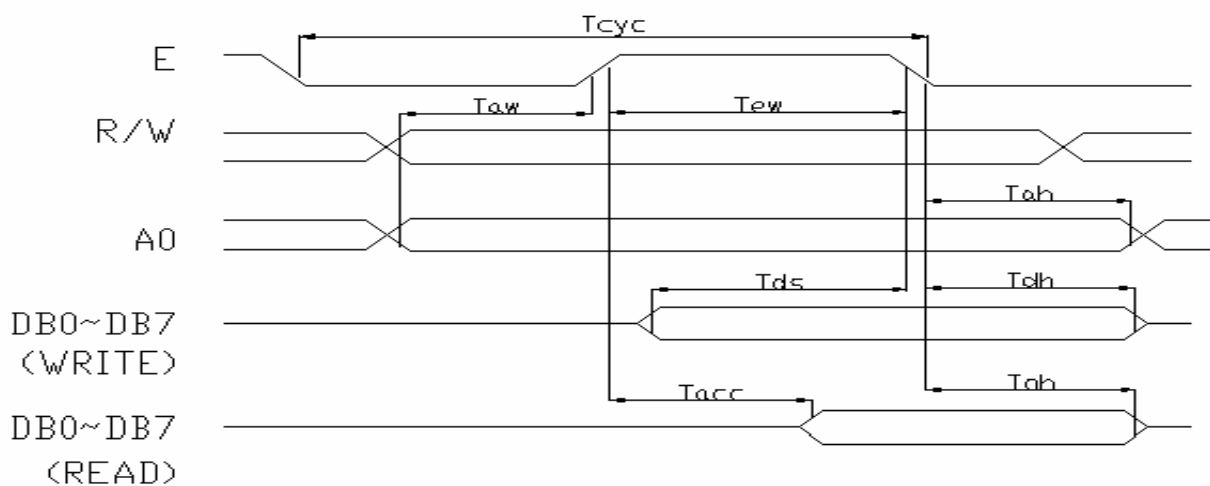 Tcyc
E
Taw
Tew
R/W
Tah
A0
Tds
Tdh
DB0~DB7
(WRITE)
Tacc
Toh
DB0~DB7
(READ)